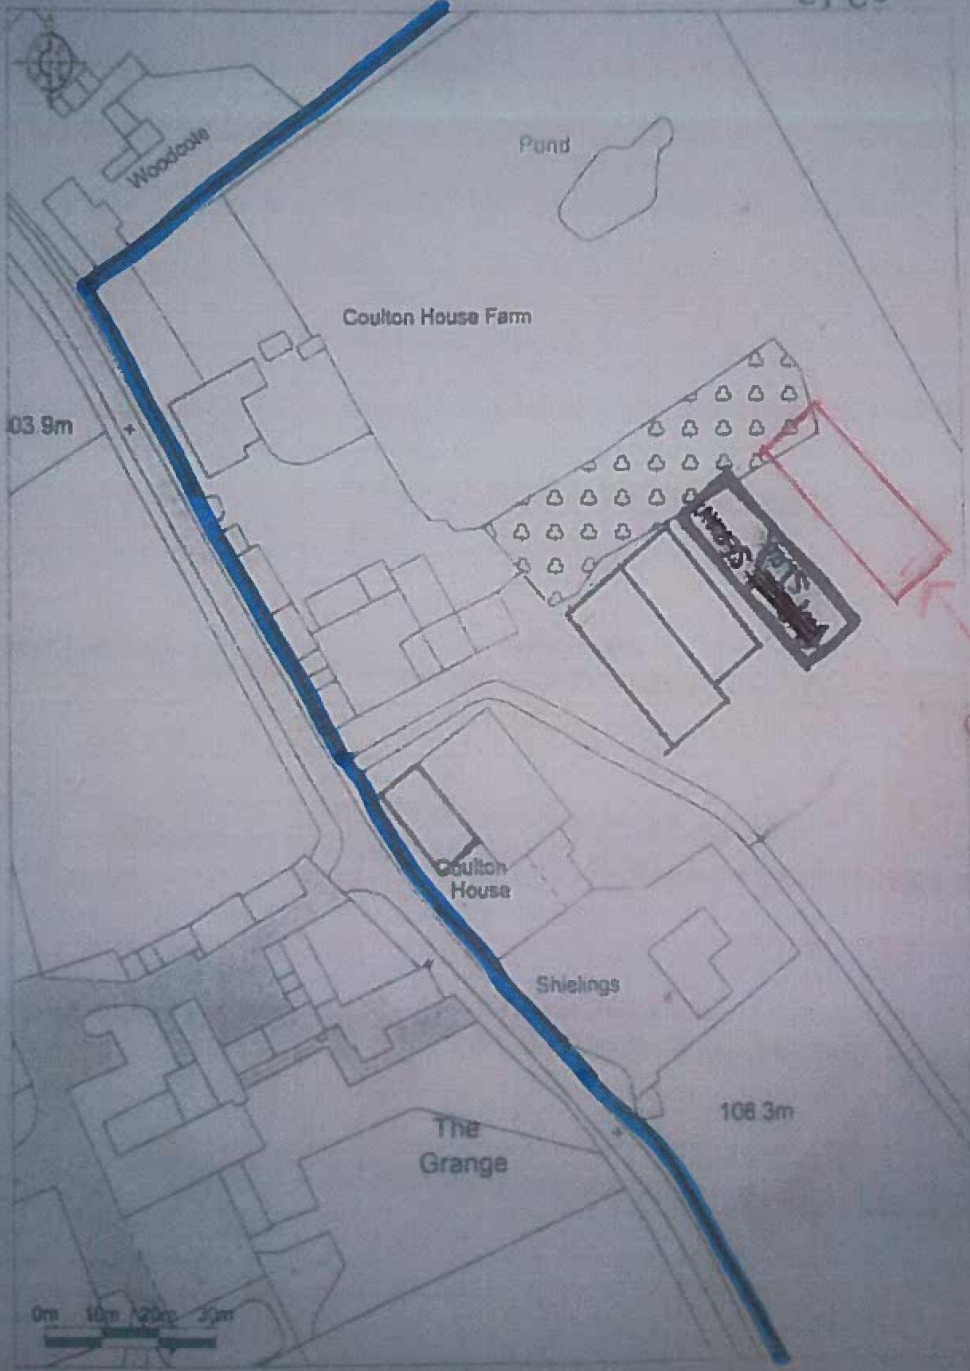 Woodcote
Pond
Coulton House Farm
03.9m
Coulton
House
Shielings
108.3m
The
Grange
0m 10m 20m 30m